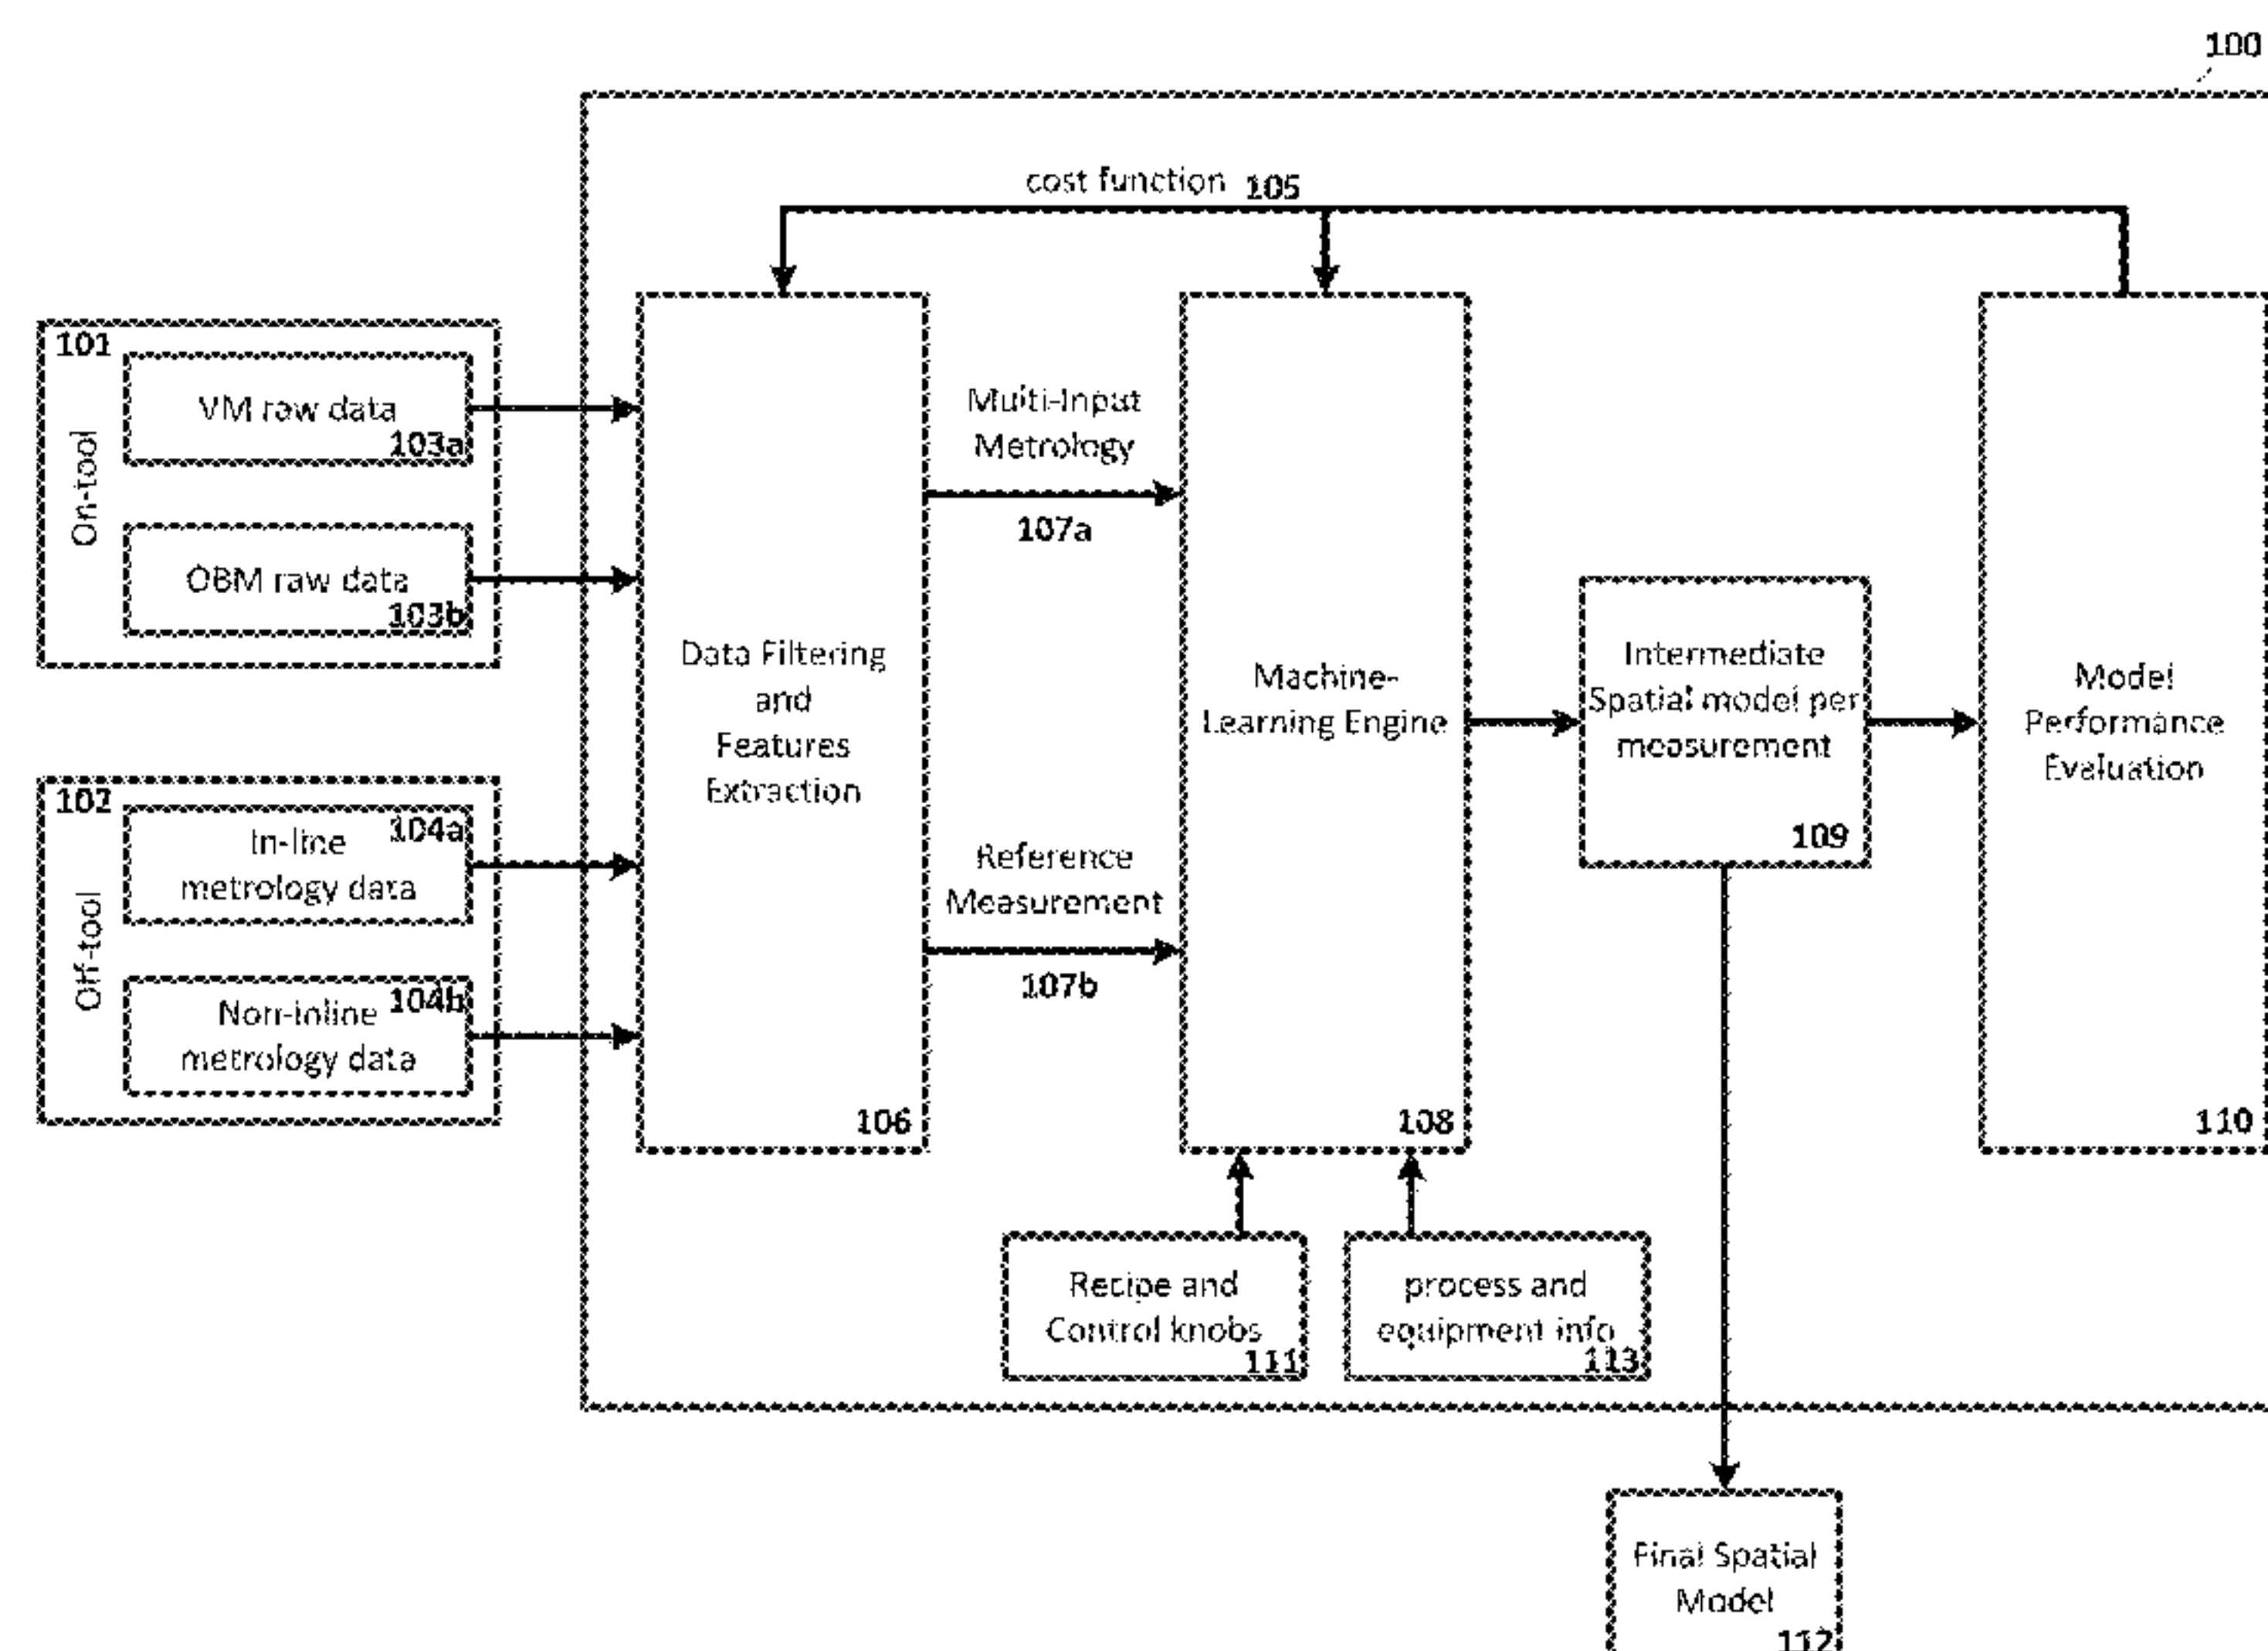 100
cost function 105
101
VM raw data
103a
On-tool
OBM raw data
103b
102
104a
In-line
metrology data
Off-tool
104b
Non-inline
metrology data
Data Filtering
and
Features
Extraction
106
Multi-Input
Metrology
107a
Reference
Measurement
107b
Machine-
Learning Engine
108
Intermediate
Spatial model per
measurement
109
Model
Performance
Evaluation
110
Recipe and
Control knobs
111
process and
equipment info
113
Final Spatial
Model
112